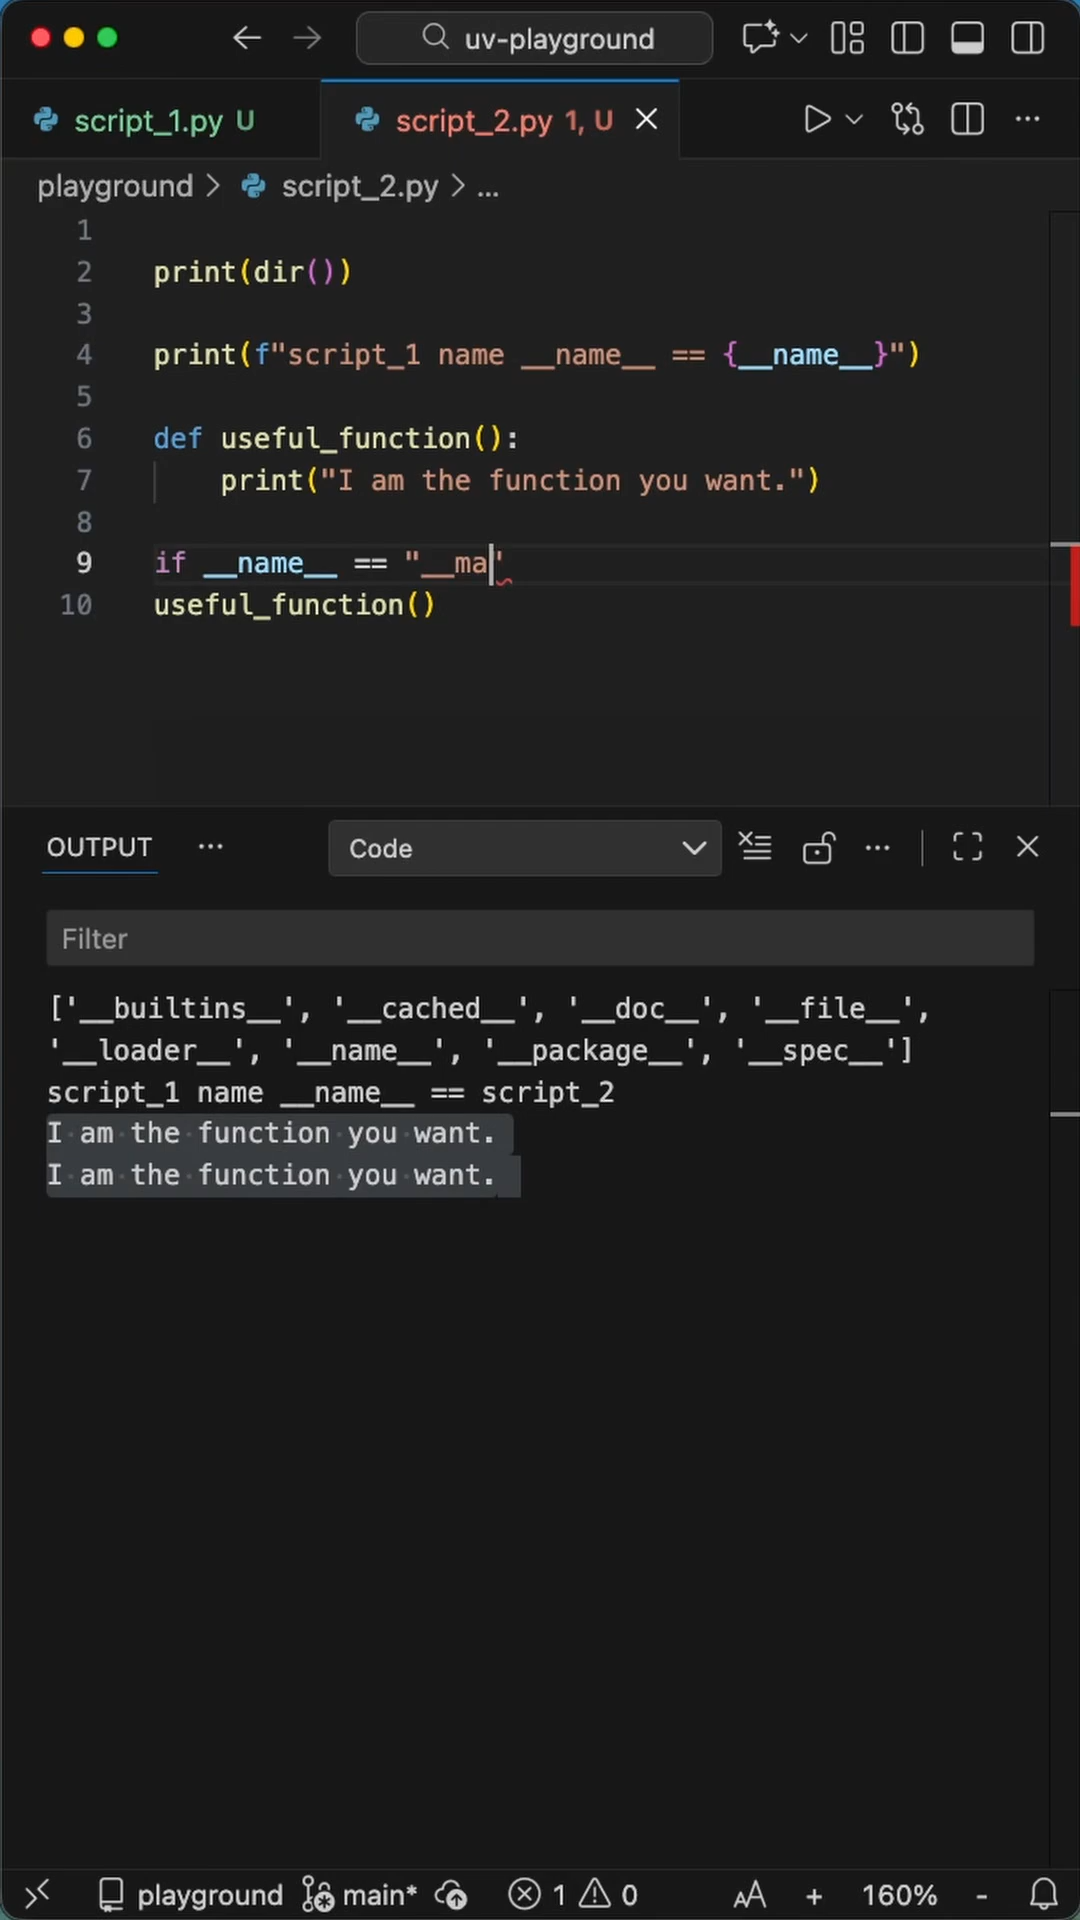 uv-playground
script_1.py U
script_2.py 1, U
playground > script_2.py > ...
1
2 print(dir())
3
4 print(f"script_1 name __name__ == {__name__}")
5
6 def useful_function():
7 print("I am the function you want.")
8
9 if __name__ == "__ma"
10 useful_function()
OUTPUT ... Code
Filter
['__builtins__', '__cached__', '__doc__', '__file__',
'__loader__', '__name__', '__package__', '__spec__']
script_1 name __name__ == script_2
I am the function you want.
I am the function you want.
playground main* 1 0 AA + 160% -